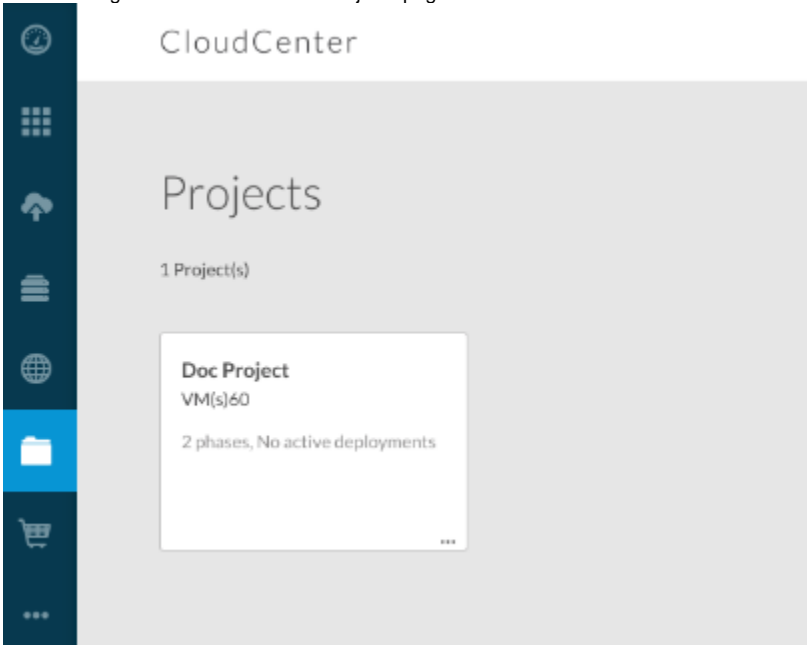 CloudCenter
Projects
1 Project(s)
Doc Project
VM(s)60
2 phases, No active deployments